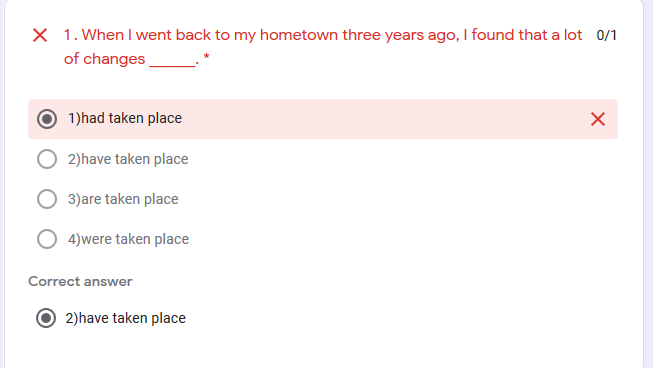 1. When I went back to my hometown three years ago, I found that a lot 0/1
of changes ______. *
1)had taken place
2)have taken place
3)are taken place
4)were taken place
Correct answer
2)have taken place